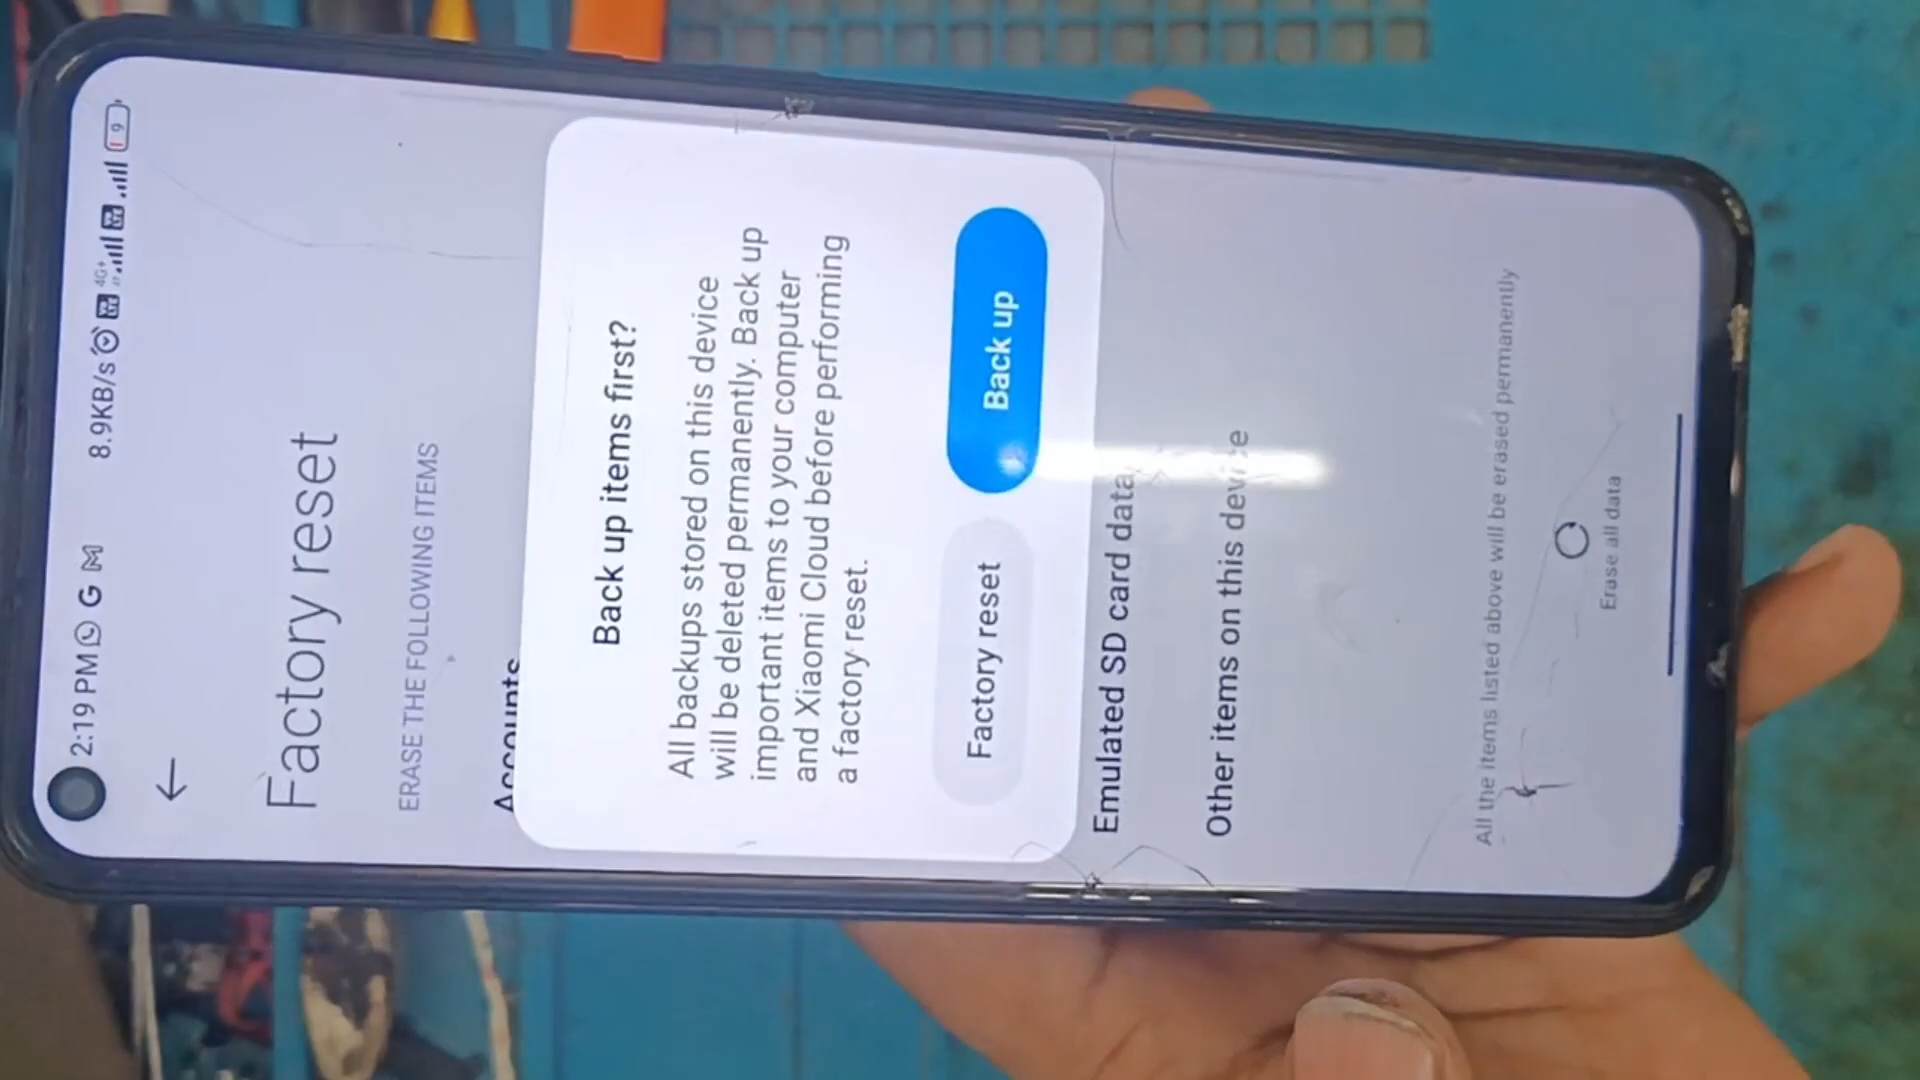 2:19 PM
8.9KB/s
4G+
9
Factory reset
ERASE THE FOLLOWING ITEMS
Accounts
Back up items first?
All backups stored on this device
will be deleted permanently. Back up
important items to your computer
and Xiaomi Cloud before performing
a factory reset.
Factory reset
Back up
Emulated SD card data
Other items on this device
All the items listed above will be erased permanently
Erase all data